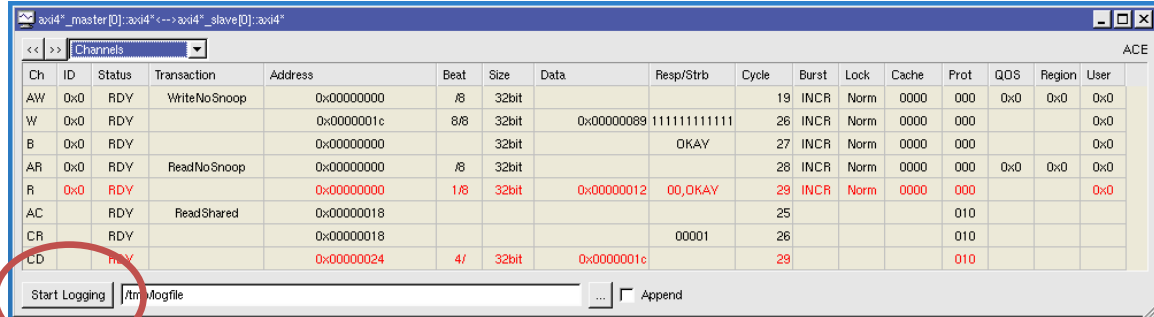 axi4*_master[0]::axi4*<-->axi4*_slave[0]::axi4*
<< >> Channels ACE
Ch ID Status Transaction Address Beat Size Data Resp/Strb Cycle Burst Lock Cache Prot QOS Region User
AW 0x0 RDY WriteNoSnoop 0x00000000 /8 32bit 19 INCR Norm 0000 000 0x0 0x0 0x0
W 0x0 RDY 0x0000001c 8/8 32bit 0x00000089 111111111111 26 INCR Norm 0000 000 0x0
B 0x0 RDY 0x00000000 32bit OKAY 27 INCR Norm 0000 000 0x0
AR 0x0 RDY ReadNoSnoop 0x00000000 /8 32bit 28 INCR Norm 0000 000 0x0 0x0 0x0
R 0x0 RDY 0x00000000 1/8 32bit 0x00000012 00,OKAY 29 INCR Norm 0000 000 0x0
AC RDY ReadShared 0x00000018 25 010
CR RDY 0x00000018 00001 26 010
CD RDY 0x00000024 4/ 32bit 0x0000001c 29 010
Start Logging /tmp/logfile ... Append